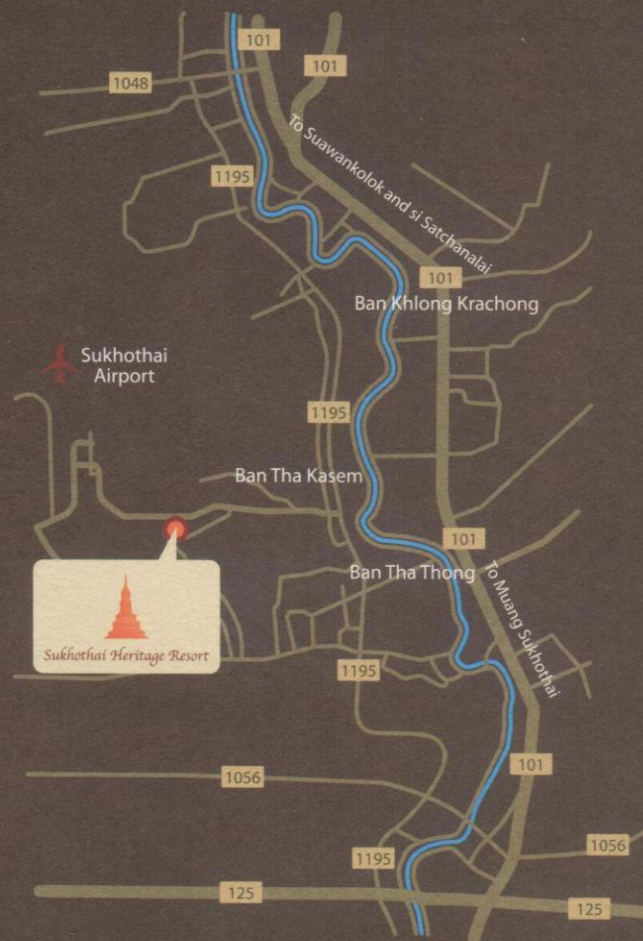 101
101
1048
To Suawankolok and si Satchanalai
1195
101
Ban Khlong Krachong
Sukhothai
Airport
1195
Ban Tha Kasem
101
Ban Tha Thong
To Muang Sukhothai
Sukhothai Heritage Resort
1195
101
1056
1056
1195
125
125